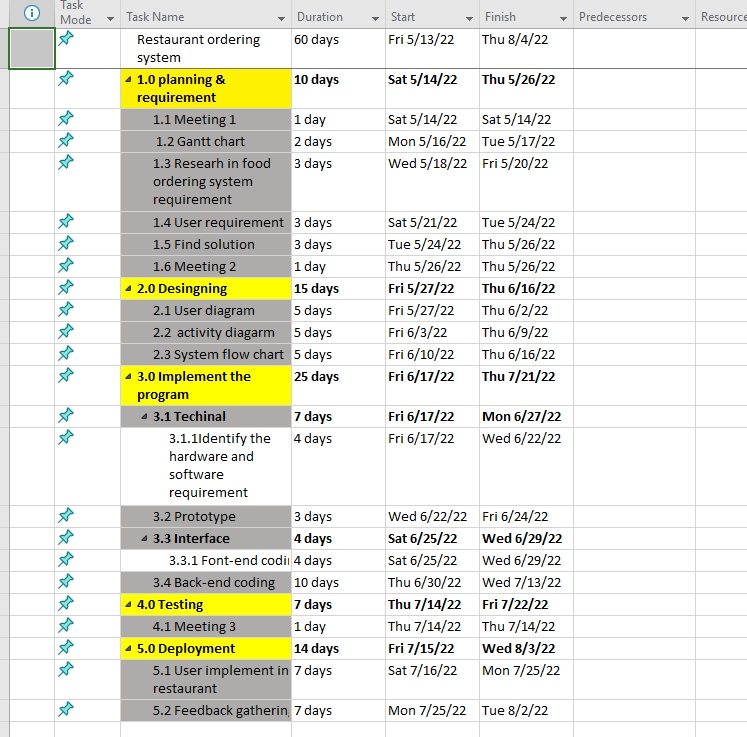 Task Mode Task Name Duration Start Finish Predecessors Resource
Restaurant ordering system 60 days Fri 5/13/22 Thu 8/4/22
1.0 planning & requirement 10 days Sat 5/14/22 Thu 5/26/22
1.1 Meeting 1 1 day Sat 5/14/22 Sat 5/14/22
1.2 Gantt chart 2 days Mon 5/16/22 Tue 5/17/22
1.3 Researh in food ordering system requirement 3 days Wed 5/18/22 Fri 5/20/22
1.4 User requirement 3 days Sat 5/21/22 Tue 5/24/22
1.5 Find solution 3 days Tue 5/24/22 Thu 5/26/22
1.6 Meeting 2 1 day Thu 5/26/22 Thu 5/26/22
2.0 Desingning 15 days Fri 5/27/22 Thu 6/16/22
2.1 User diagram 5 days Fri 5/27/22 Thu 6/2/22
2.2 activity diagarm 5 days Fri 6/3/22 Thu 6/9/22
2.3 System flow chart 5 days Fri 6/10/22 Thu 6/16/22
3.0 Implement the program 25 days Fri 6/17/22 Thu 7/21/22
3.1 Techinal 7 days Fri 6/17/22 Mon 6/27/22
3.1.1Identify the hardware and software requirement 4 days Fri 6/17/22 Wed 6/22/22
3.2 Prototype 3 days Wed 6/22/22 Fri 6/24/22
3.3 Interface 4 days Sat 6/25/22 Wed 6/29/22
3.3.1 Font-end codi 4 days Sat 6/25/22 Wed 6/29/22
3.4 Back-end coding 10 days Thu 6/30/22 Wed 7/13/22
4.0 Testing 7 days Thu 7/14/22 Fri 7/22/22
4.1 Meeting 3 1 day Thu 7/14/22 Thu 7/14/22
5.0 Deployment 14 days Fri 7/15/22 Wed 8/3/22
5.1 User implement in restaurant 7 days Sat 7/16/22 Mon 7/25/22
5.2 Feedback gatherin 7 days Mon 7/25/22 Tue 8/2/22